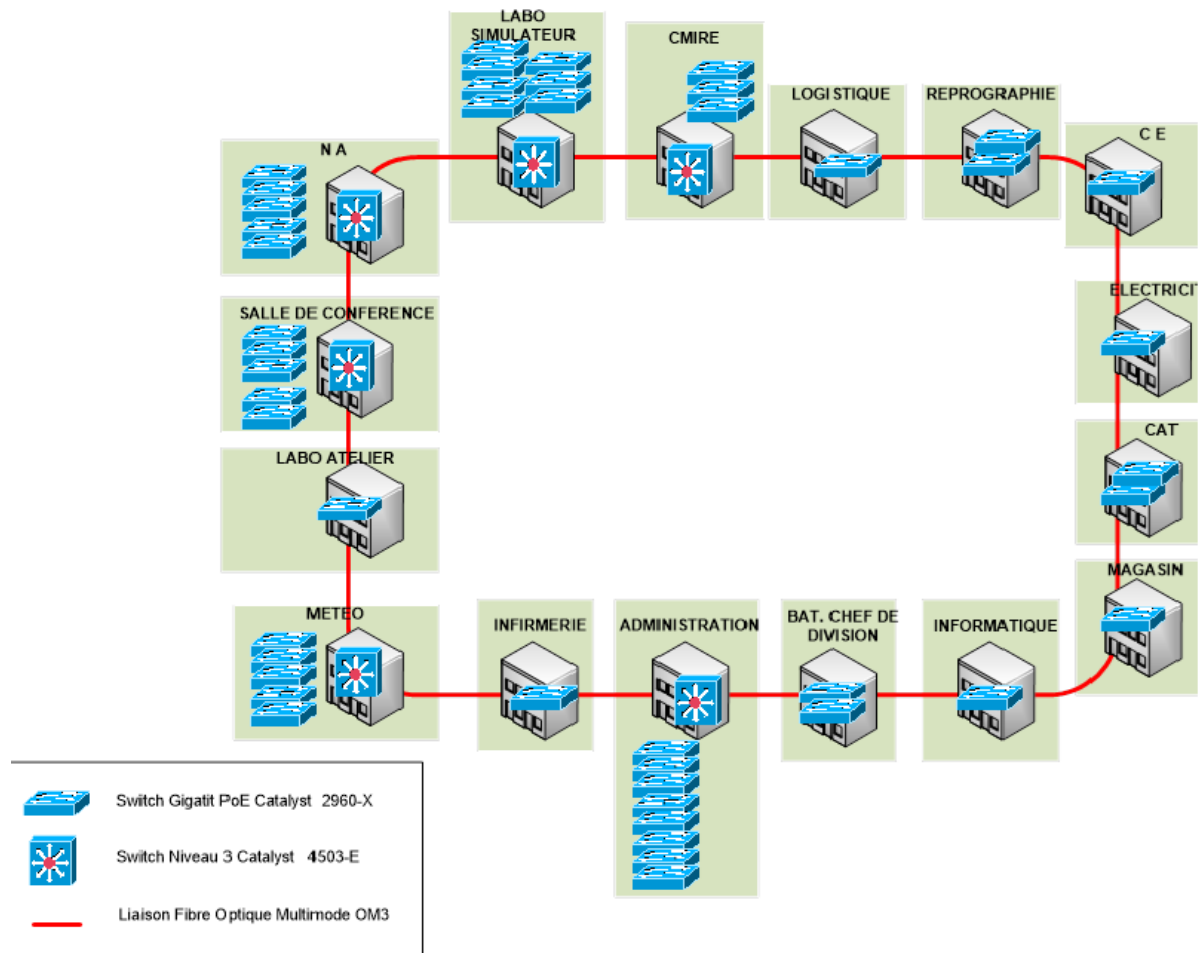 LABO
SIMULATEUR
CMIRE
LOGISTIQUE
REPROGRAPHIE
C E
N A
ELECTRICIT
SALLE DE CONFERENCE
CAT
LABO ATELIER
MAGASIN
METEO
INFIRMERIE
ADMINISTRATION
BAT. CHEF DE
DIVISION
INFORMATIQUE
Switch Gigatit PoE Catalyst 2960-X
Switch Niveau 3 Catalyst 4503-E
Liaison Fibre Optique Multimode OM3